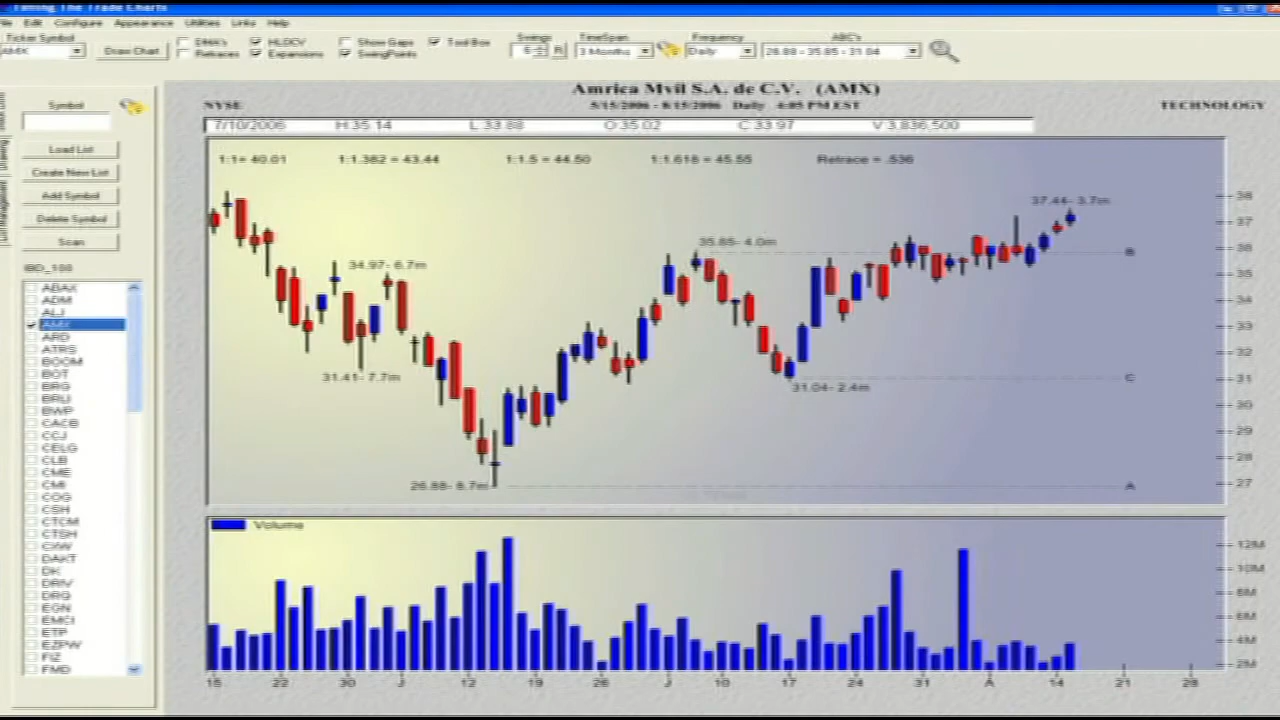 Timing The Trade Charts
File Edit Configure Appearance Utilities Links Help
Ticker Symbol
AMX
Draw Chart
DMA's HLOCV Show Gaps Tool Box
Retraces Expansions SwingPoints
Swings
5 R
TimeSpan
3 Months
Frequency
Daily
ABC's
26.88 - 35.85 - 31.04
Symbol
Load List
Create New List
Add Symbol
Delete Symbol
Scan
IBD_100
ABAX
ADM
ALJ
AMX
ARD
ATRS
BOOM
BOT
BRG
BRLI
BWP
CACB
CCJ
CELG
CLB
CME
CMI
COG
CSH
CTCM
CTSH
CXW
DAKT
DK
DRIV
DRQ
EGN
EMCI
ETP
EZPW
FIZ
FMD
Amrica Mvil S.A. de C.V. (AMX)
NYSE 5/15/2006 - 8/15/2006 Daily 4:05 PM EST TECHNOLOGY
7/10/2006 H:35.14 L:33.88 O:35.02 C:33.97 V:3,836,500
1:1= 40.01 1:1.382 = 43.44 1:1.5 = 44.50 1:1.618 = 45.55 Retrace = .536
37.44- 3.7m
35.85- 4.0m
B
34.97- 6.7m
31.41- 7.7m
C
31.04- 2.4m
26.88- 8.7m
A
38
37
36
35
34
33
32
31
30
29
28
27
Volume
12M
10M
8M
6M
4M
2M
15 22 30 J 12 19 26 J 10 17 24 31 A 14 21 28